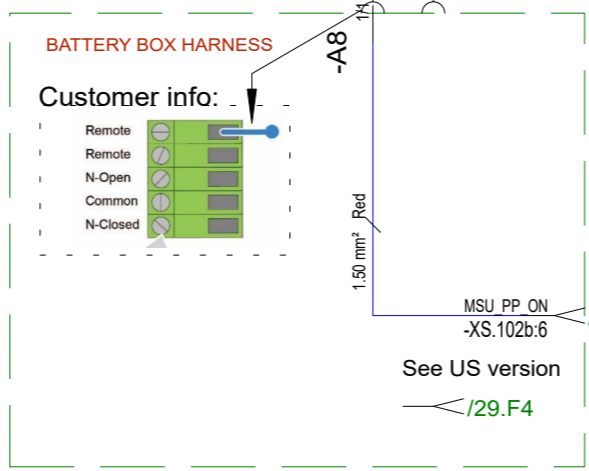 1/1
BATTERY BOX HARNESS
-A8
Customer info:
Remote
Remote
N-Open
Common
N-Closed
1.50 mm² Red
MSU_PP_ON
-XS.102b:6
See US version
/29.F4